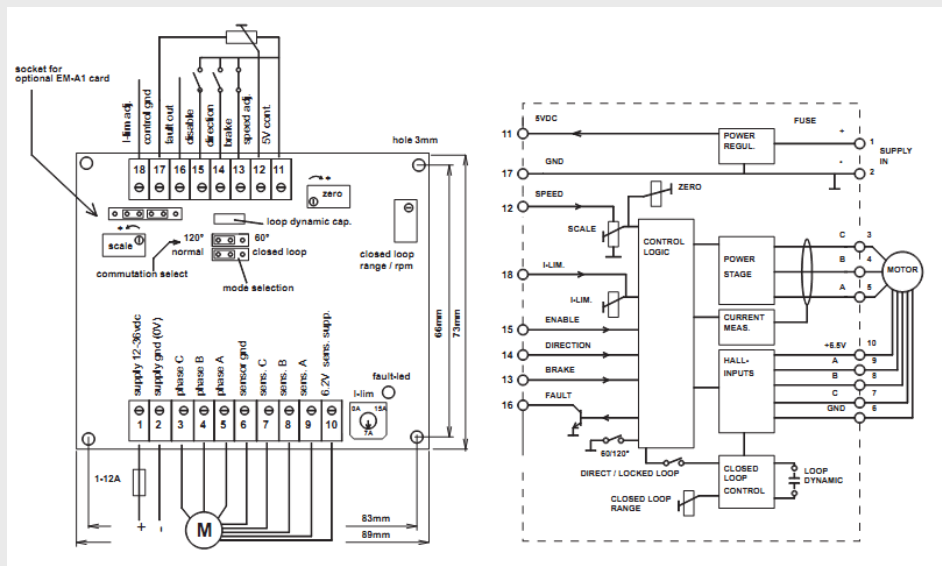 socket for
optional EM-A1 card
I-lim adj.
control gnd
fault out
disable
direction
brake
speed adj.
5V cont.
hole 3mm
18 17 16 15 14 13 12 11
zero
loop dynamic cap.
scale
120° 60°
normal closed loop
commutation select
mode selection
closed loop
range / rpm
66mm
73mm
supply 12-36vdc
supply gnd (0V)
phase C
phase B
phase A
sensor gnd
sens. C
sens. B
sens. A
6.2V sens. supp.
fault-led
I-lim
0A 15A
7A
1 2 3 4 5 6 7 8 9 10
1-12A
+ -
M
83mm
89mm
5VDC
11
GND
17
SPEED
12
SCALE
ZERO
I-LIM.
18
I-LIM.
ENABLE
15
DIRECTION
14
BRAKE
13
FAULT
16
60/120°
DIRECT / LOCKED LOOP
CLOSED LOOP
RANGE
CONTROL
LOGIC
POWER
REGUL.
FUSE
+
1
SUPPLY
IN
-
2
POWER
STAGE
C 3
B 4
A 5
MOTOR
CURRENT
MEAS.
HALL-
INPUTS
+6.5V 10
A 9
B 8
C 7
GND 6
CLOSED
LOOP
CONTROL
LOOP
DYNAMIC